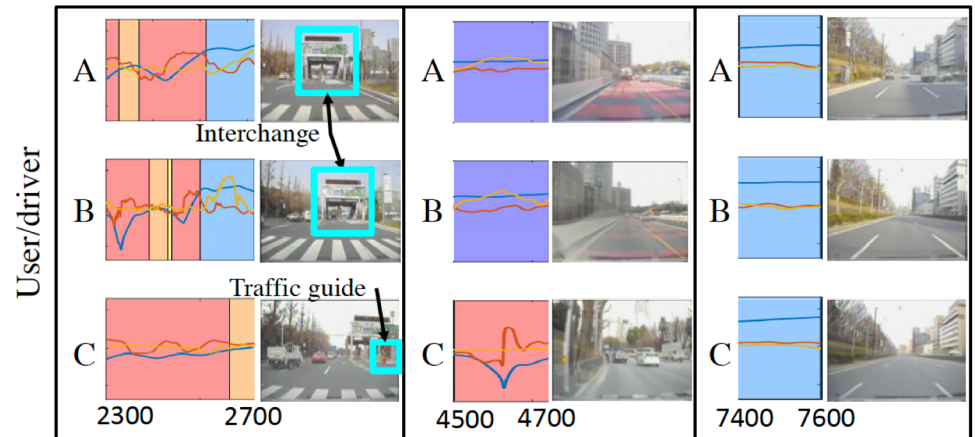 User/driver
A
Interchange
B
Traffic guide
C
2300 2700
A
B
C
4500 4700
A
B
C
7400 7600